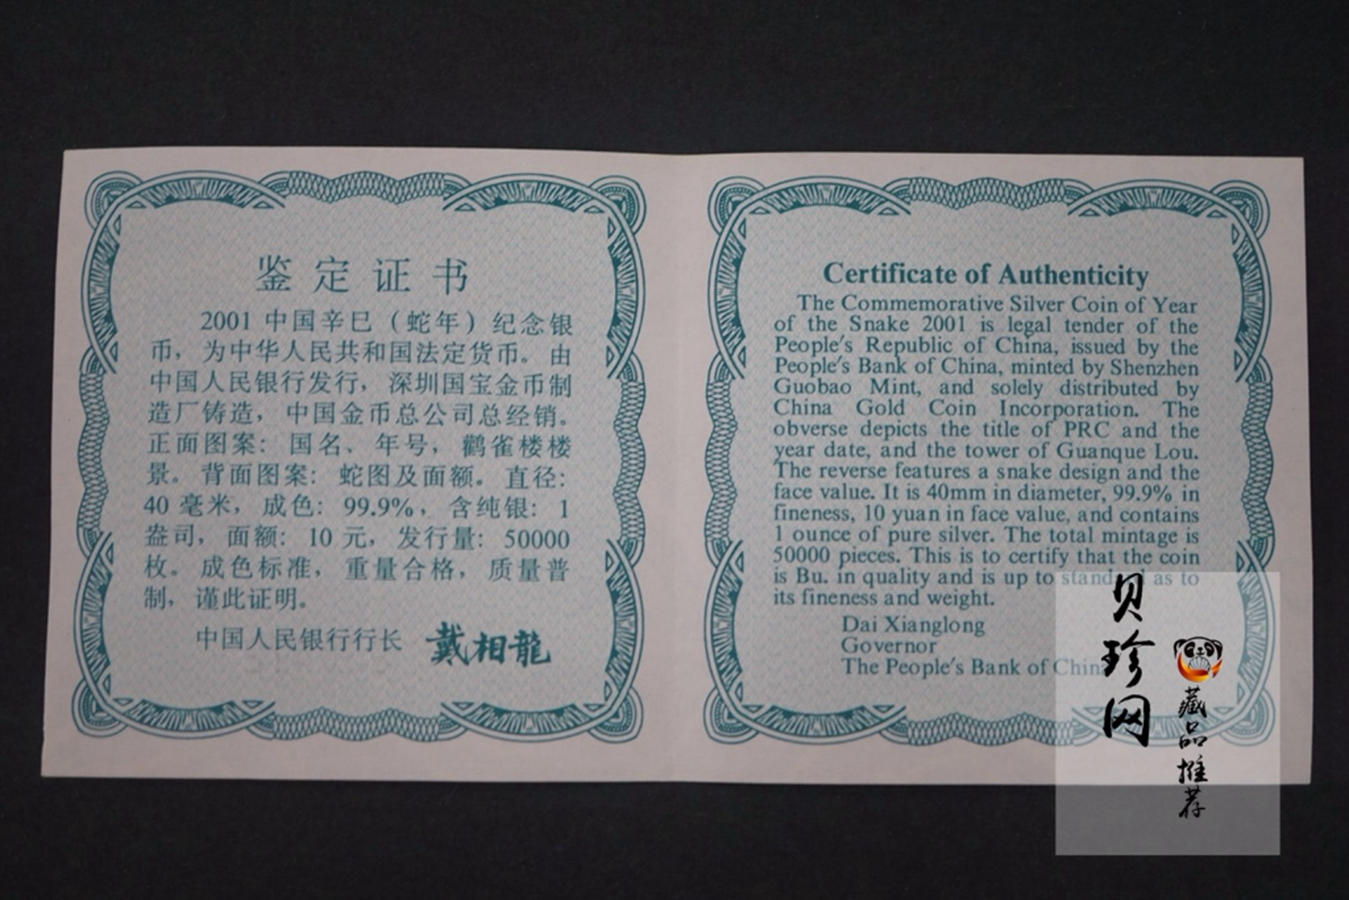 鉴定证书
2001 中国辛巳（蛇年）纪念银
币，为中华人民共和国法定货币。由
中国人民银行发行，深圳国宝金币制
造厂铸造，中国金币总公司总经销。
正面图案：国名、年号，鹳雀楼楼
景。背面图案：蛇图及面额。直径：
40 毫米，成色：99.9%，含纯银：1
盎司，面额：10 元，发行量：50000
枚。成色标准，重量合格，质量普
制，谨此证明。
中国人民银行行长 戴相龍
Certificate of Authenticity
The Commemorative Silver Coin of Year
of the Snake 2001 is legal tender of the
People's Republic of China, issued by the
People's Bank of China, minted by Shenzhen
Guobao Mint, and solely distributed by
China Gold Coin Incorporation. The
obverse depicts the title of PRC and the
year date, and the tower of Guanque Lou.
The reverse features a snake design and the
face value. It is 40mm in diameter, 99.9% in
fineness, 10 yuan in face value, and contains
1 ounce of pure silver. The total mintage is
50000 pieces. This is to certify that the coin
is Bu. in quality and is up to standard as to
its fineness and weight.
Dai Xianglong
Governor
The People's Bank of China
贝珍网
藏品推荐